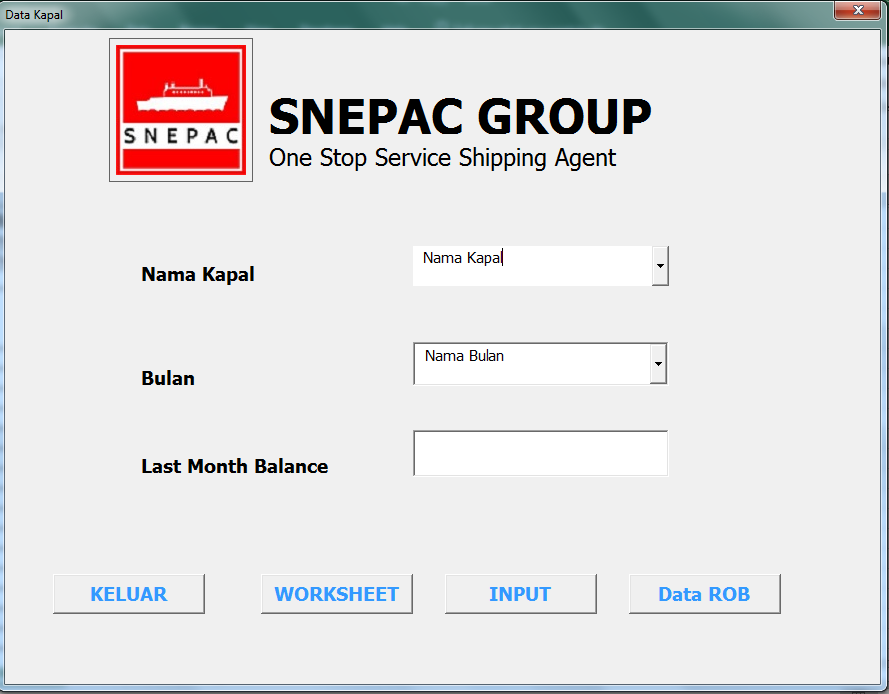 Data Kapal
SNEPAC
SNEPAC GROUP
One Stop Service Shipping Agent
Nama Kapal
Nama Kapal
Bulan
Nama Bulan
Last Month Balance
KELUAR
WORKSHEET
INPUT
Data ROB